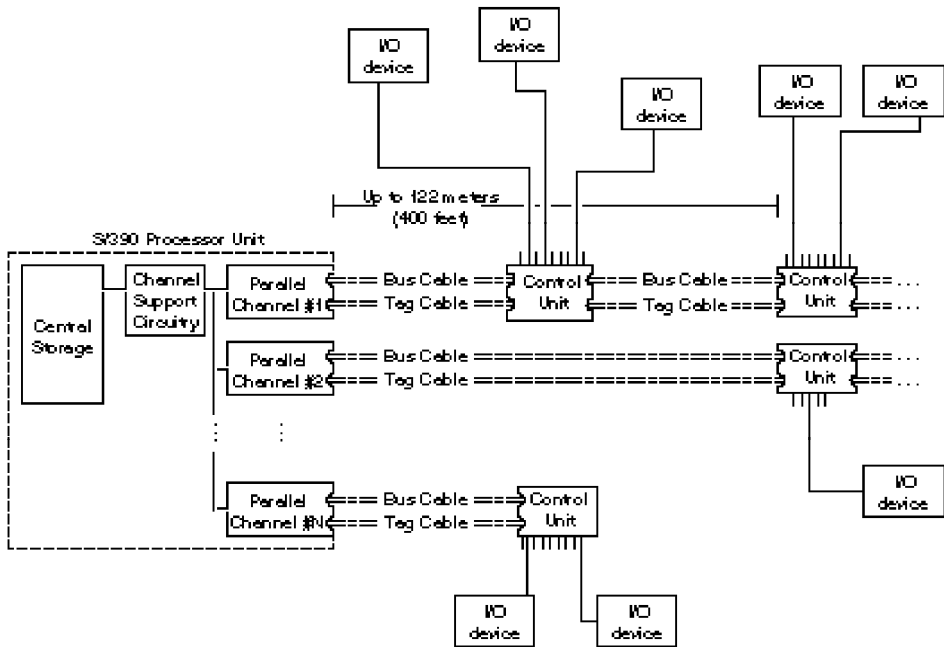 I/O
device
I/O
device
I/O
device
I/O
device
I/O
device
Up to 122 meters
(400 feet)
S/390 Processor Unit
Central
Storage
Channel
Support
Circuity
Parallel
Channel #1
Bus Cable
Tag Cable
Control
Unit
Bus Cable
Tag Cable
Control
Unit
. . .
. . .
Parallel
Channel #2
Bus Cable
Tag Cable
Control
Unit
. . .
. . .
Parallel
Channel #N
Bus Cable
Tag Cable
Control
Unit
I/O
device
I/O
device
I/O
device